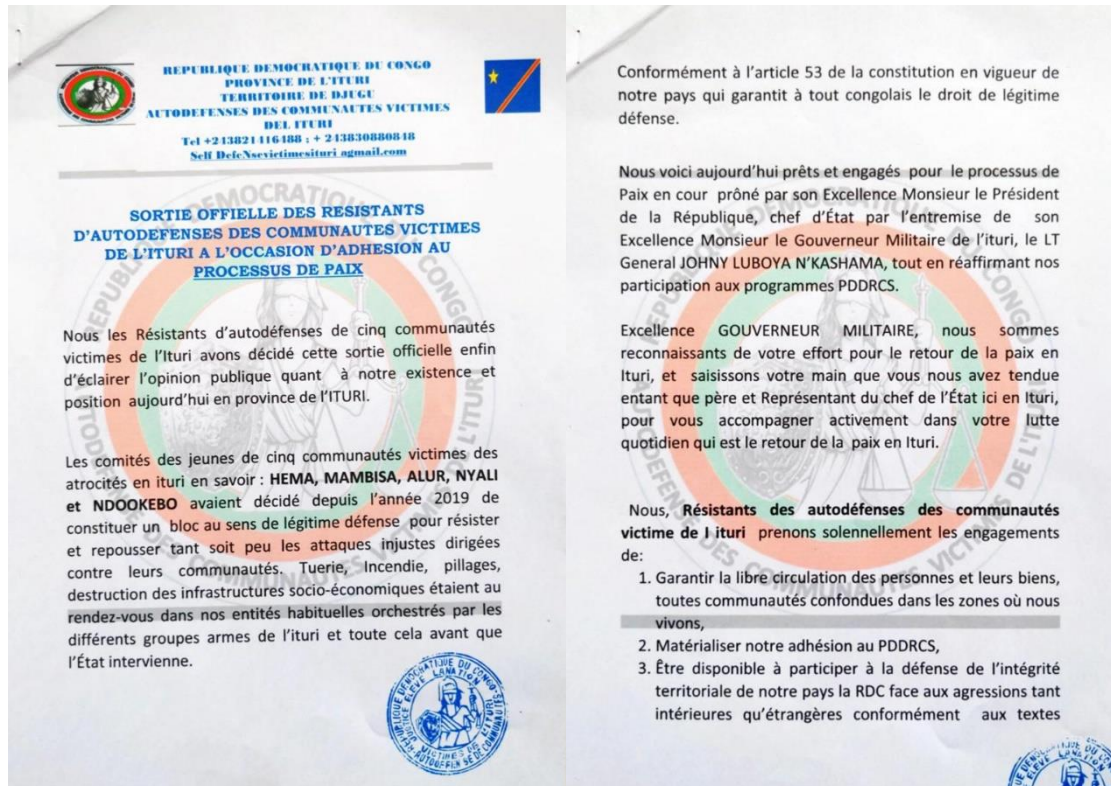 REPUBLIQUE DEMOCRATIQUE DU CONGO
PROVINCE DE L'ITURI
TERRITOIRE DE DJUGU
AUTODEFENSES DES COMMUNAUTES VICTIMES
DEL ITURI
Tel +243821416488 ; + 243830880848
Self DefeNsevictimesituri agmail.com
SORTIE OFFIELLE DES RESISTANTS
D'AUTODEFENSES DES COMMUNAUTES VICTIMES
DE L'ITURI A L'OCCASION D'ADHESION AU
PROCESSUS DE PAIX
Nous les Résistants d'autodéfenses de cinq communautés
victimes de l'Ituri avons décidé cette sortie officielle enfin
d'éclairer l'opinion publique quant à notre existence et
position aujourd'hui en province de l'ITURI.
Les comités des jeunes de cinq communautés victimes des
atrocités en ituri en savoir : HEMA, MAMBISA, ALUR, NYALI
et NDOOKEBO avaient décidé depuis l'année 2019 de
constituer un bloc au sens de légitime défense pour résister
et repousser tant soit peu les attaques injustes dirigées
contre leurs communautés. Tuerie, Incendie, pillages,
destruction des infrastructures socio-économiques étaient au
rendez-vous dans nos entités habituelles orchestrés par les
différents groupes armes de l'ituri et toute cela avant que
l'État intervienne.
Conformément à l'article 53 de la constitution en vigueur de
notre pays qui garantit à tout congolais le droit de légitime
défense.
Nous voici aujourd'hui prêts et engagés pour le processus de
Paix en cour prôné par son Excellence Monsieur le Président
de la République, chef d'État par l'entremise de son
Excellence Monsieur le Gouverneur Militaire de l'ituri, le LT
General JOHNY LUBOYA N'KASHAMA, tout en réaffirmant nos
participation aux programmes PDDRCS.
Excellence GOUVERNEUR MILITAIRE, nous sommes
reconnaissants de votre effort pour le retour de la paix en
Ituri, et saisissons votre main que vous nous avez tendue
entant que père et Représentant du chef de l'État ici en Ituri,
pour vous accompagner activement dans votre lutte
quotidien qui est le retour de la paix en Ituri.
Nous, Résistants des autodéfenses des communautés
victime de l ituri prenons solennellement les engagements
de:
1. Garantir la libre circulation des personnes et leurs biens,
toutes communautés confondues dans les zones où nous
vivons,
2. Matérialiser notre adhésion au PDDRCS,
3. Être disponible à participer à la défense de l'intégrité
territoriale de notre pays la RDC face aux agressions tant
intérieures qu'étrangères conformément aux textes